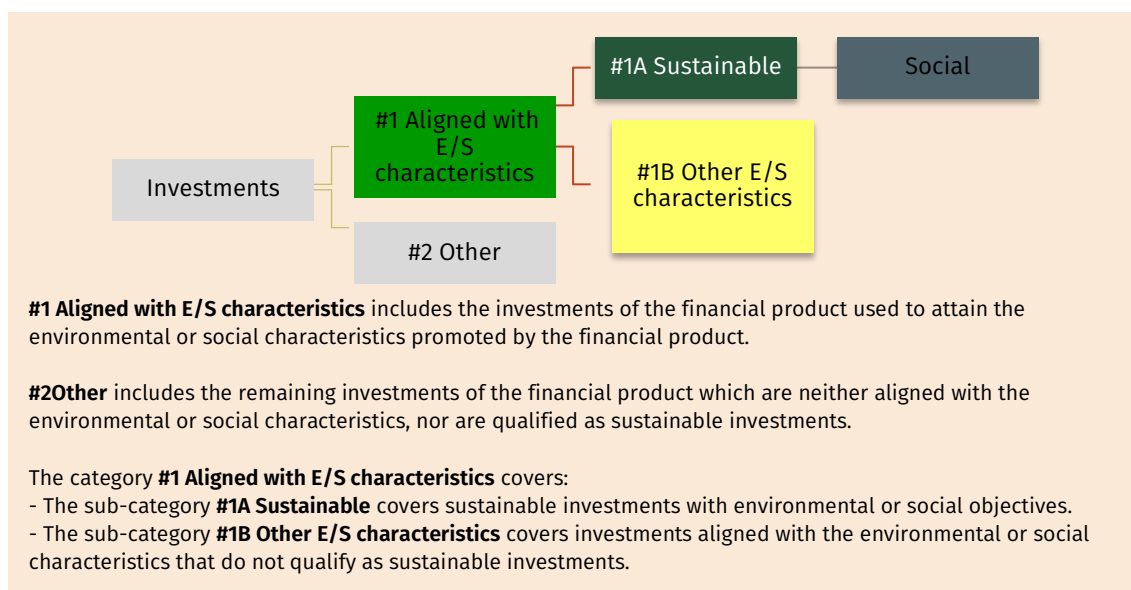 #1A Sustainable
Social
#1 Aligned with
E/S
characteristics
#1B Other E/S
characteristics
Investments
#2 Other
#1 Aligned with E/S characteristics includes the investments of the financial product used to attain the
environmental or social characteristics promoted by the financial product.
#2Other includes the remaining investments of the financial product which are neither aligned with the
environmental or social characteristics, nor are qualified as sustainable investments.
The category #1 Aligned with E/S characteristics covers:
- The sub-category #1A Sustainable covers sustainable investments with environmental or social objectives.
- The sub-category #1B Other E/S characteristics covers investments aligned with the environmental or social
characteristics that do not qualify as sustainable investments.